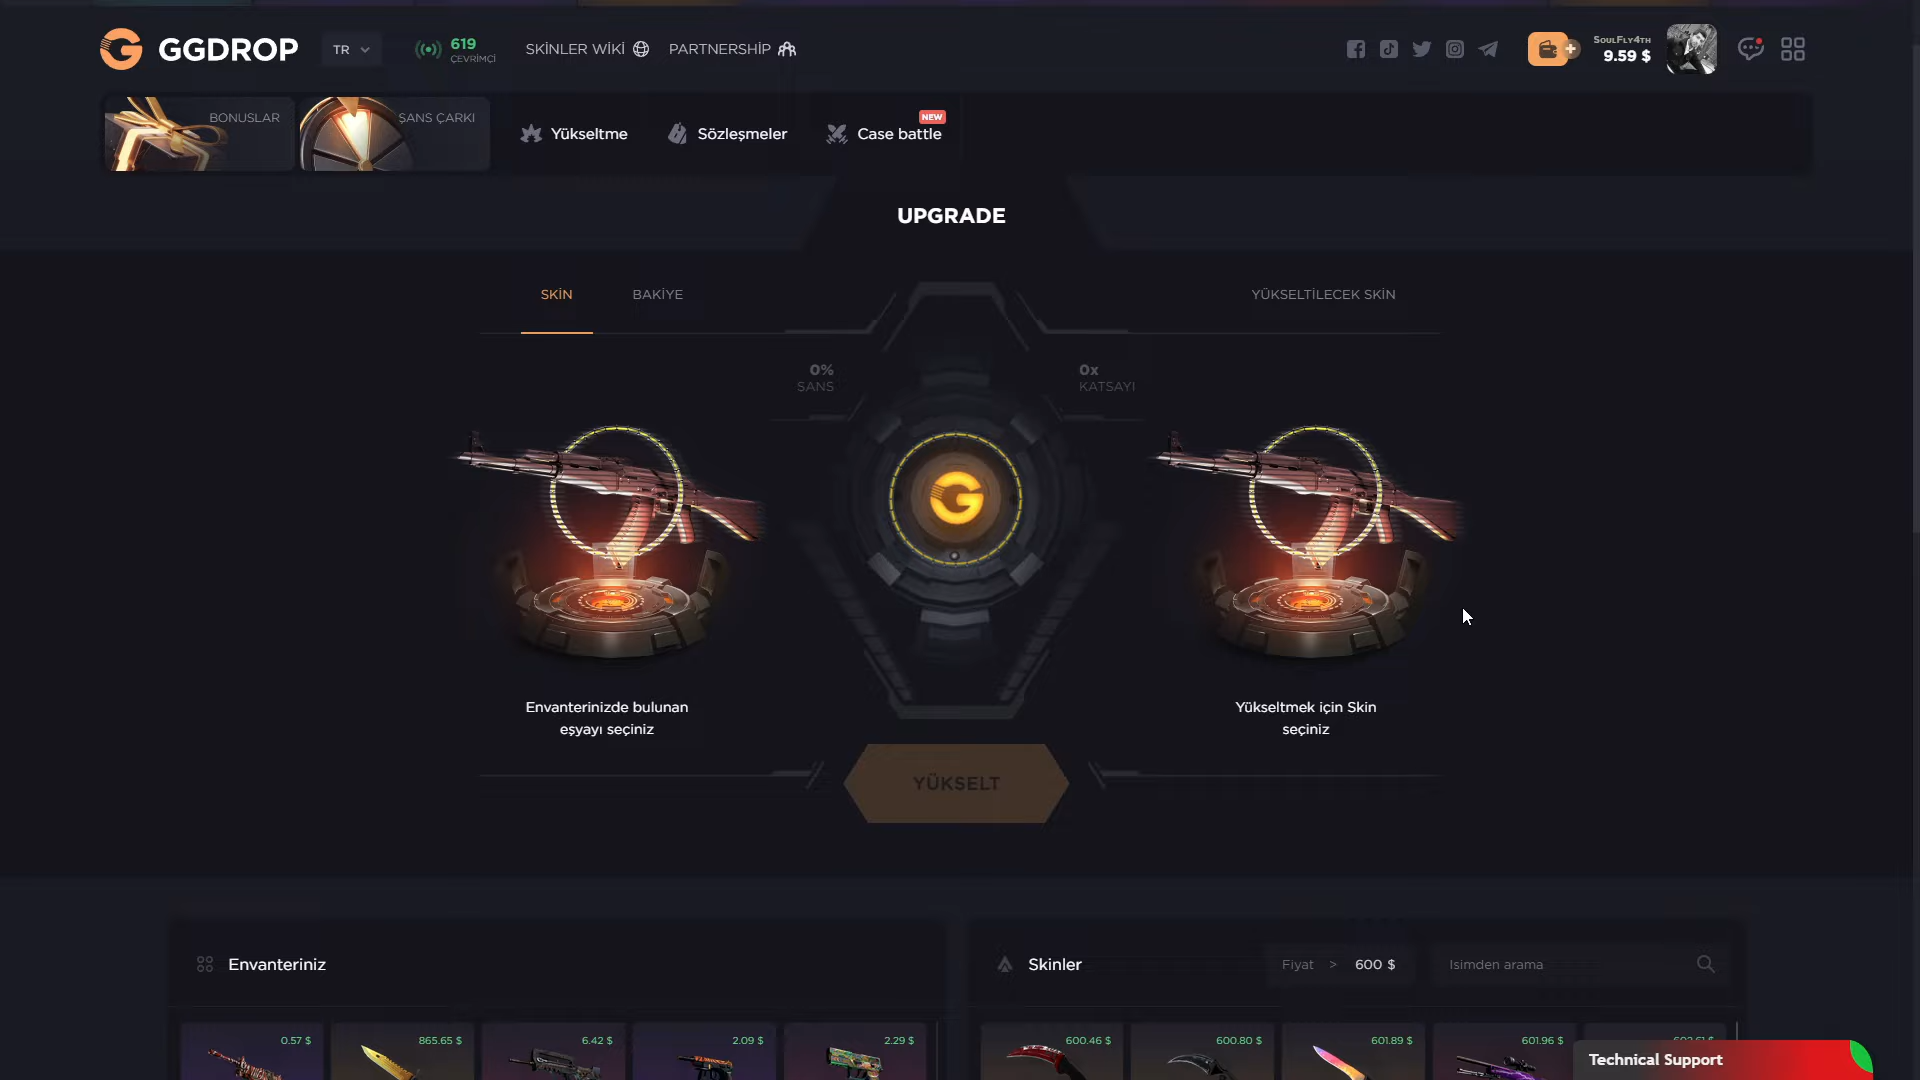 GGDROP
TR
619
ÇEVRİMÇİ
SKİNLER WİKİ
PARTNERSHİP
SoulFly4th
9.59 $
BONUSLAR
ŞANS ÇARKI
Yükseltme
Sözleşmeler
Case battle
NEW
UPGRADE
SKİN
BAKİYE
YÜKSELTİLECEK SKIN
0%
ŞANS
0x
KATSAYI
Envanterinizde bulunan
eşyayı seçiniz
Yükseltmek için Skin
seçiniz
YÜKSELT
Envanteriniz
Skinler
Fiyat > 600 $
Isimden arama
0.57 $
865.65 $
6.42 $
2.09 $
2.29 $
600.46 $
600.80 $
601.89 $
601.96 $
Technical Support